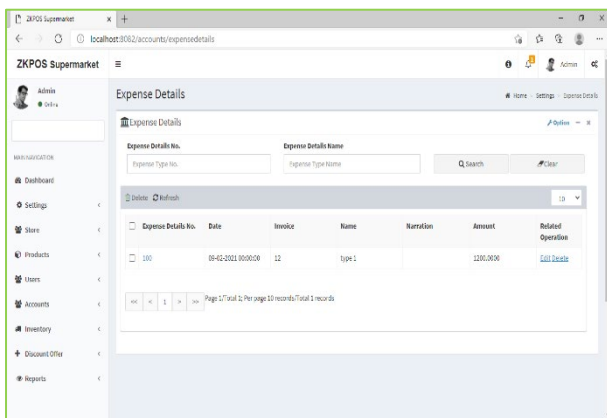 ZKPOS Supermarket
localhost:8082/accounts/expensedetails
ZKPOS Supermarket
Admin
Admin
Online
MAIN NAVIGATION
Dashboard
Settings
Store
Products
Users
Accounts
Inventory
Discount Offer
Reports
Expense Details
Home - Settings - Expense Details
Expense Details
Option
Expense Details No.
Expense Details Name
Expense Type No.
Expense Type Name
Search
Clear
Delete Refresh
10
Expense Details No. Date Invoice Name Narration Amount Related Operation
100 09-02-2021 00:00:00 12 type 1 1200.0000 Edit Delete
<< < 1 > >> Page 1/Total 1; Per page 10 records/Total 1 records